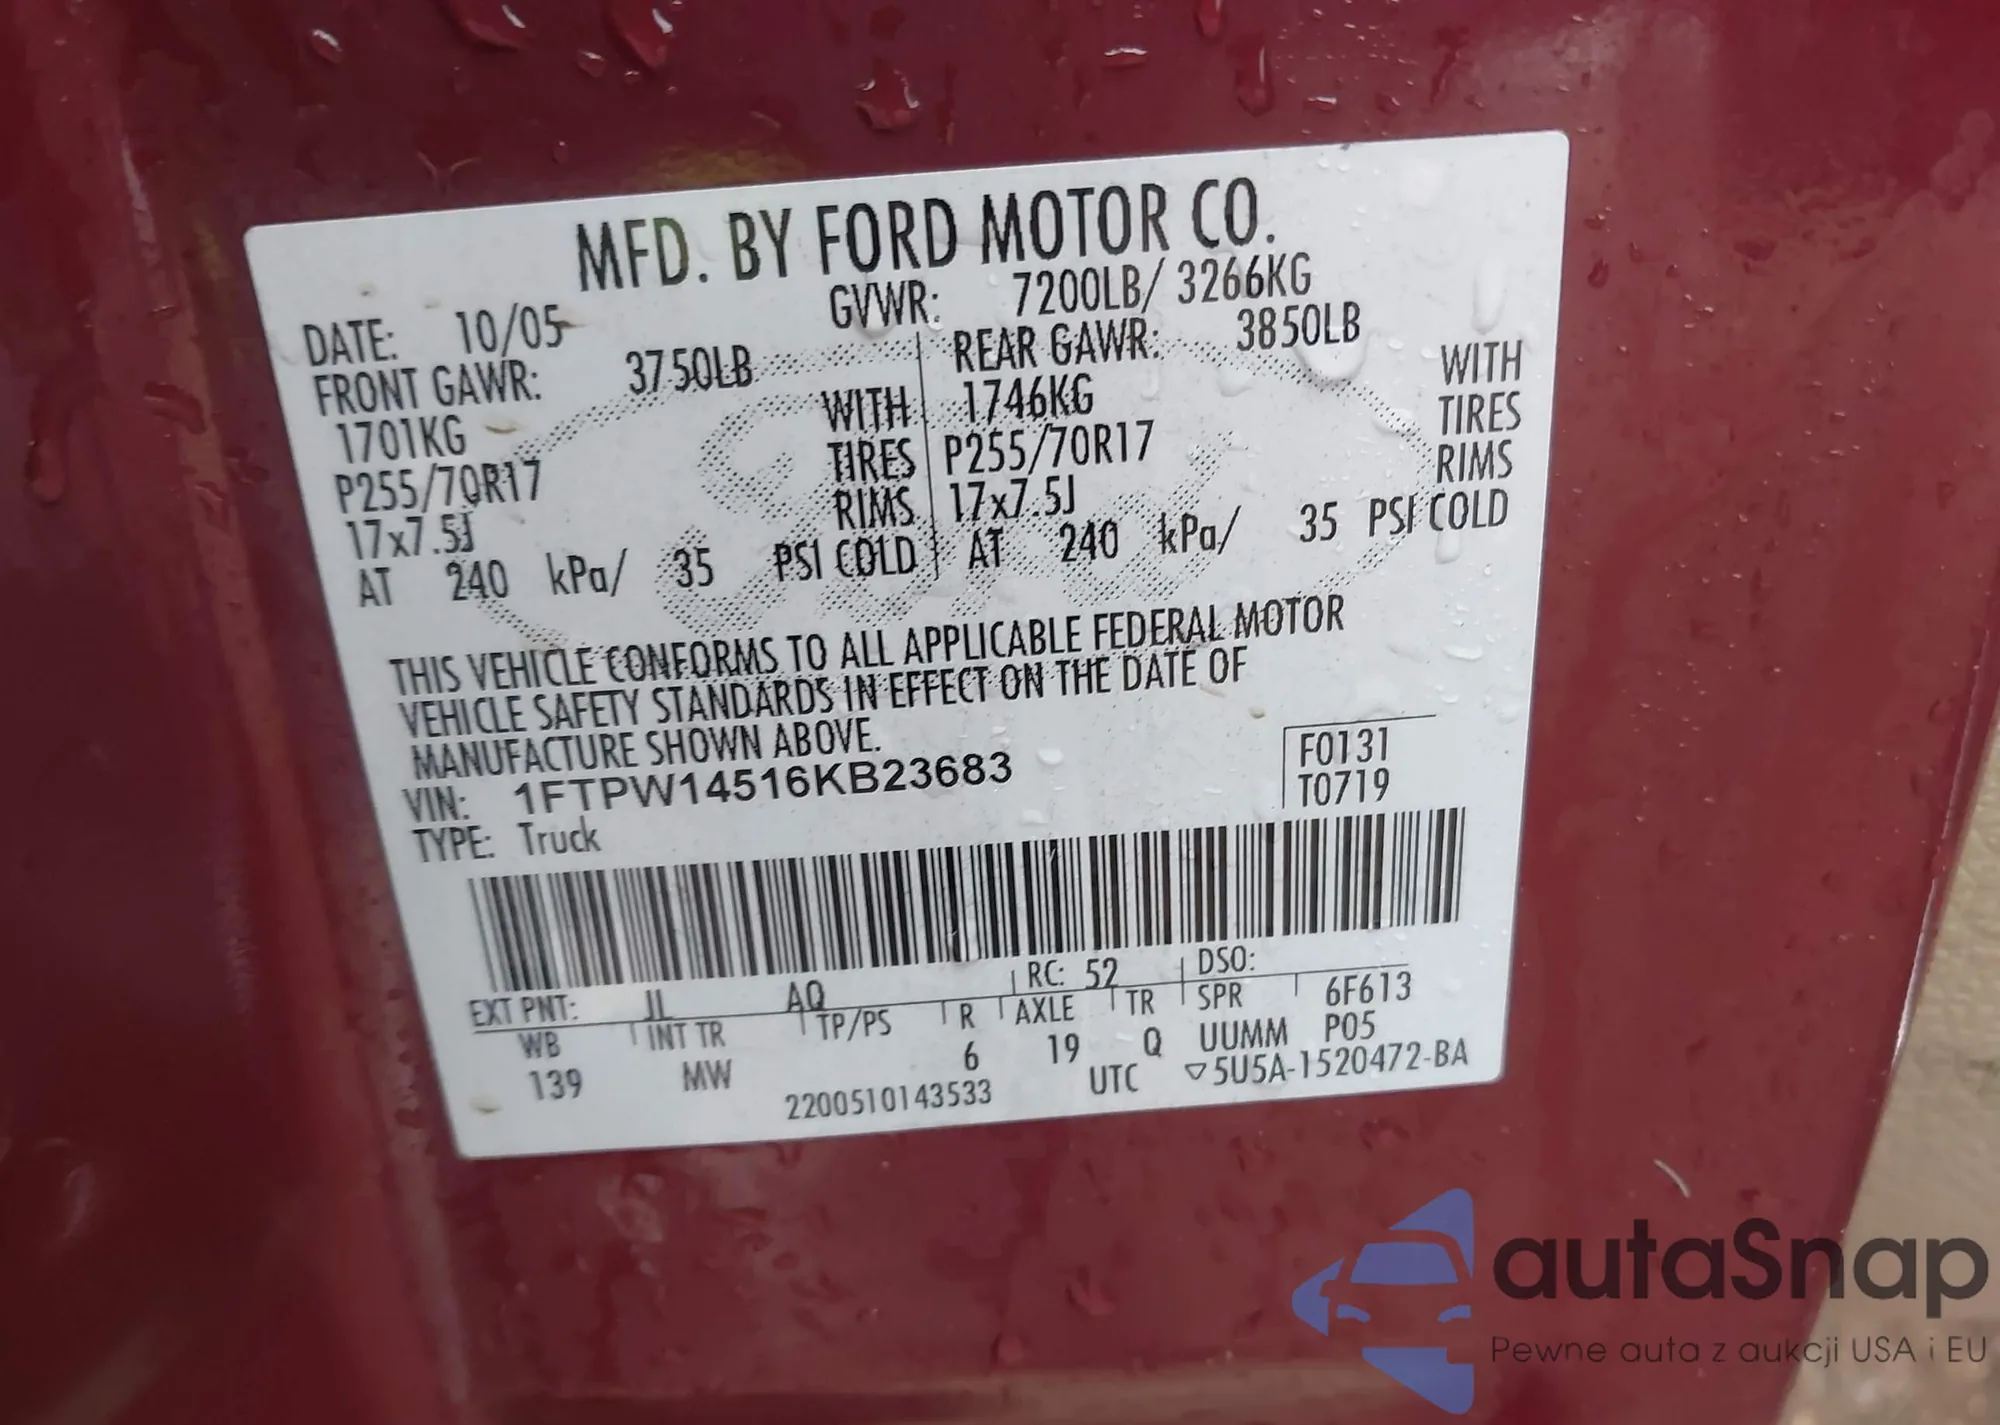 MFD. BY FORD MOTOR CO.
DATE: 10/05 GVWR: 7200LB/ 3266KG
FRONT GAWR: 3750LB REAR GAWR: 3850LB
1701KG WITH 1746KG WITH
P255/70R17 TIRES P255/70R17 TIRES
17x7.5J RIMS 17x7.5J RIMS
AT 240 kPa/ 35 PSI COLD AT 240 kPa/ 35 PSI COLD
THIS VEHICLE CONFORMS TO ALL APPLICABLE FEDERAL MOTOR
VEHICLE SAFETY STANDARDS IN EFFECT ON THE DATE OF
MANUFACTURE SHOWN ABOVE.
VIN: 1FTPW14516KB23683
TYPE: Truck
F0131
T0719
EXT PNT: JL AQ RC: 52 DSO:
WB INT TR TP/PS R AXLE TR SPR 6F613
139 MW 6 19 Q UUMM P05
2200510143533 UTC ▽5U5A-1520472-BA
autaSnap
Pewne auta z aukcji USA i EU